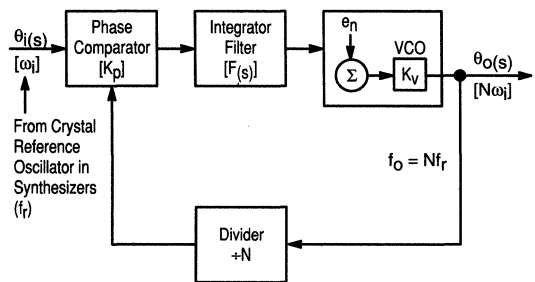 θi(s)
[ωi]
From Crystal
Reference
Oscillator in
Synthesizers
(fr)
Phase
Comparator
[Kp]
Integrator
Filter
[F(s)]
en
Σ
VCO
Kv
θo(s)
[Nωi]
fo = Nfr
Divider
÷N